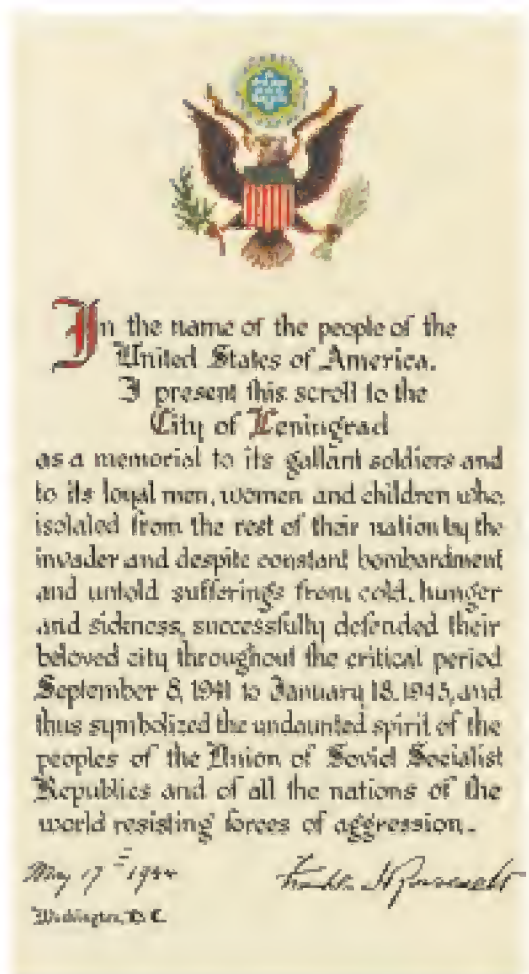 In the name of the people of the
United States of America,
I present this scroll to the
City of Leningrad
as a memorial to its gallant soldiers and
to its loyal men, women and children who,
isolated from the rest of their nation by the
invader and despite constant bombardment
and untold sufferings from cold, hunger
and sickness, successfully defended their
beloved city throughout the critical period
September 8, 1941 to January 18, 1943, and
thus symbolized the undaunted spirit of the
peoples of the Union of Soviet Socialist
Republics and of all the nations of the
world resisting forces of aggression.
May 17 1944
Franklin D Roosevelt
Washington, D. C.